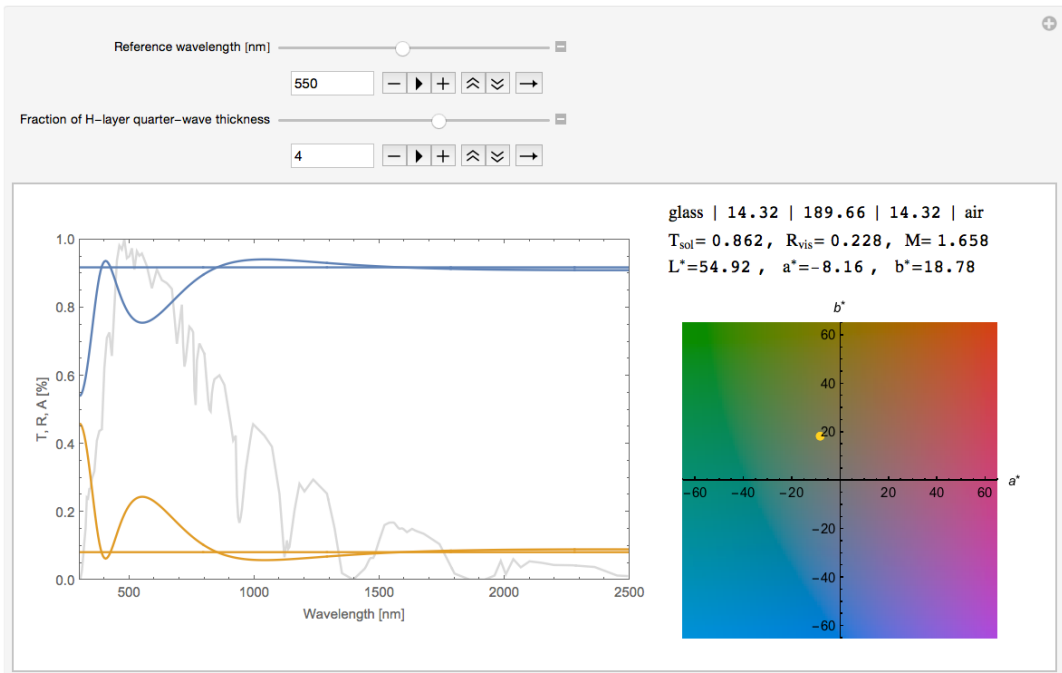 Reference wavelength [nm]
550
Fraction of H-layer quarter-wave thickness
4
glass | 14.32 | 189.66 | 14.32 | air
Tsol= 0.862, Rvis= 0.228, M= 1.658
L*=54.92 , a*=-8.16 , b*=18.78
T, R, A [%]
1.0
0.8
0.6
0.4
0.2
0.0
500 1000 1500 2000 2500
Wavelength [nm]
b*
60
40
20
-60 -40 -20 20 40 60 a*
-20
-40
-60